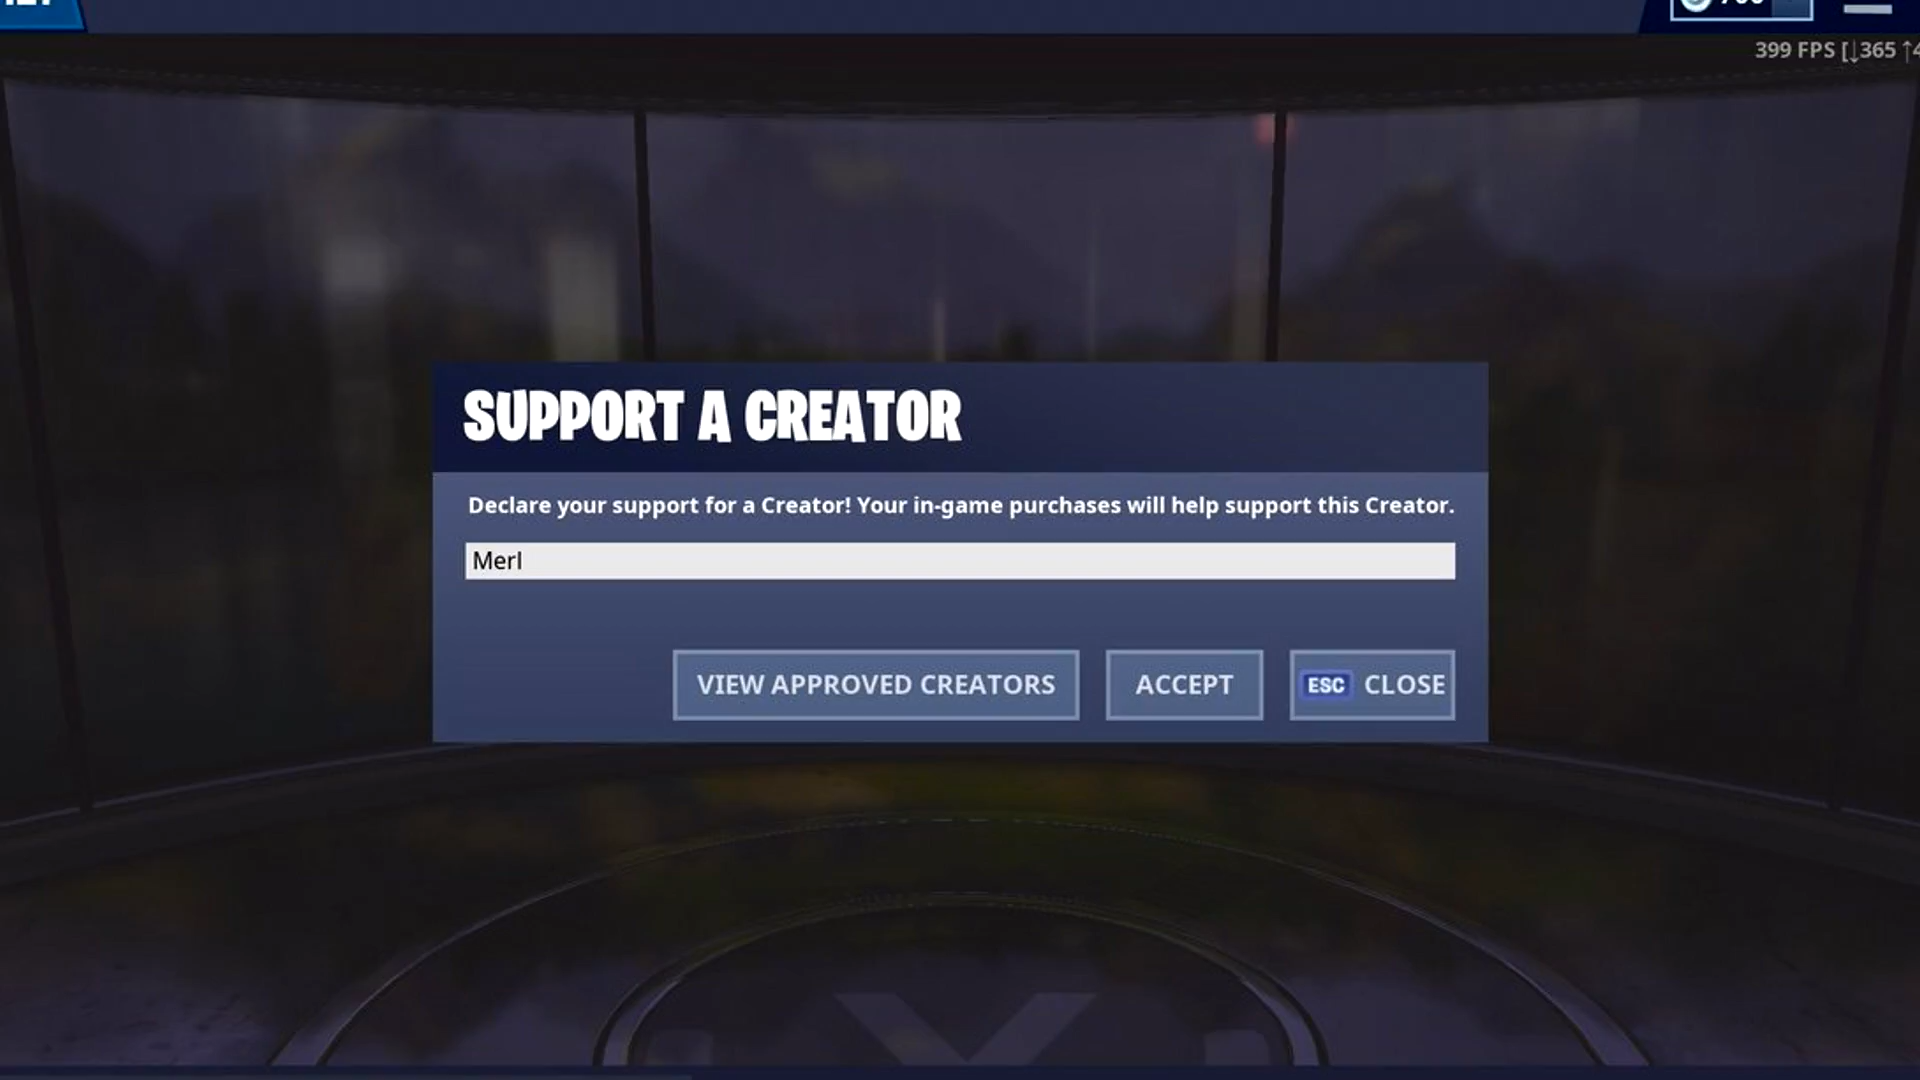 399 FPS [↓365 ↑
SUPPORT A CREATOR
Declare your support for a Creator! Your in-game purchases will help support this Creator.
Merl
VIEW APPROVED CREATORS
ACCEPT
ESC CLOSE